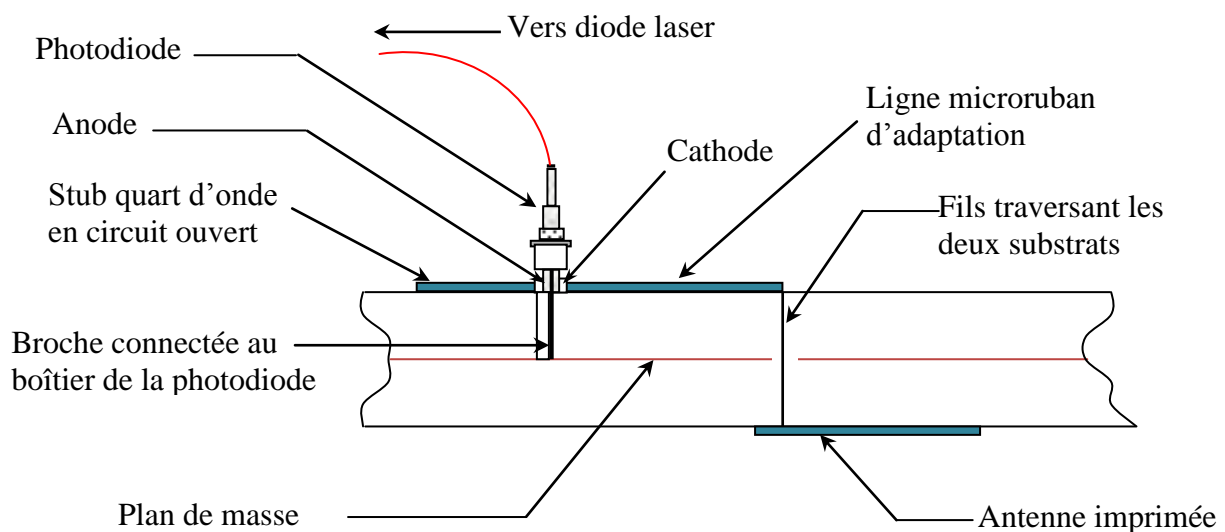 Vers diode laser
Photodiode
Ligne microruban
d’adaptation
Anode
Cathode
Stub quart d’onde
en circuit ouvert
Fils traversant les
deux substrats
Broche connectée au
boîtier de la photodiode
Plan de masse
Antenne imprimée